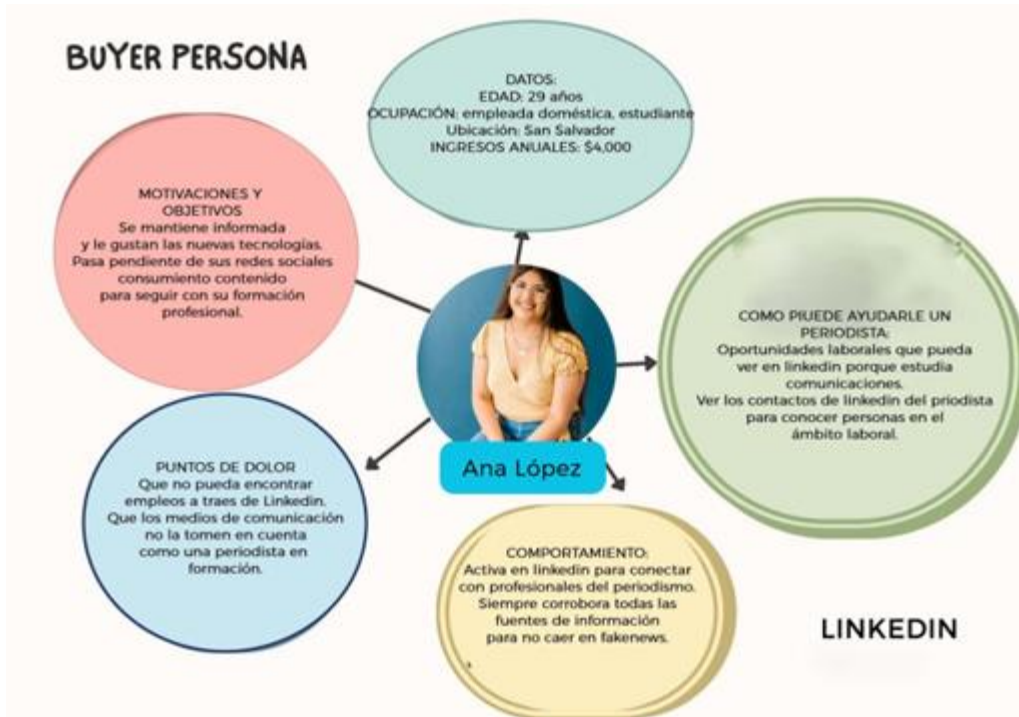 BUYER PERSONA
DATOS:
EDAD: 29 años
OCUPACIÓN: empleada doméstica, estudiante
Ubicación: San Salvador
INGRESOS ANUALES: $4,000
MOTIVACIONES Y
OBJETIVOS
Se mantiene informada
y le gustan las nuevas tecnologías.
Pasa pendiente de sus redes sociales
consumiento contenido
para seguir con su formación
profesional.
COMO PIUEDE AYUDARLE UN
PERIODISTA:
Oportunidades laborales que pueda
ver en linkedin porque estudia
comunicaciones.
Ver los contactos de linkedin del priodista
para conocer personas en el
ámbito laboral.
Ana López
PUNTOS DE DOLOR
Que no pueda encontrar
empleos a traes de Linkedin.
Que los medios de comunicación
no la tomen en cuenta
como una periodista en
formación.
COMPORTAMIENTO:
Activa en linkedin para conectar
con profesionales del periodismo.
Siempre corrobora todas las
fuentes de información
para no caer en fakenews.
LINKEDIN